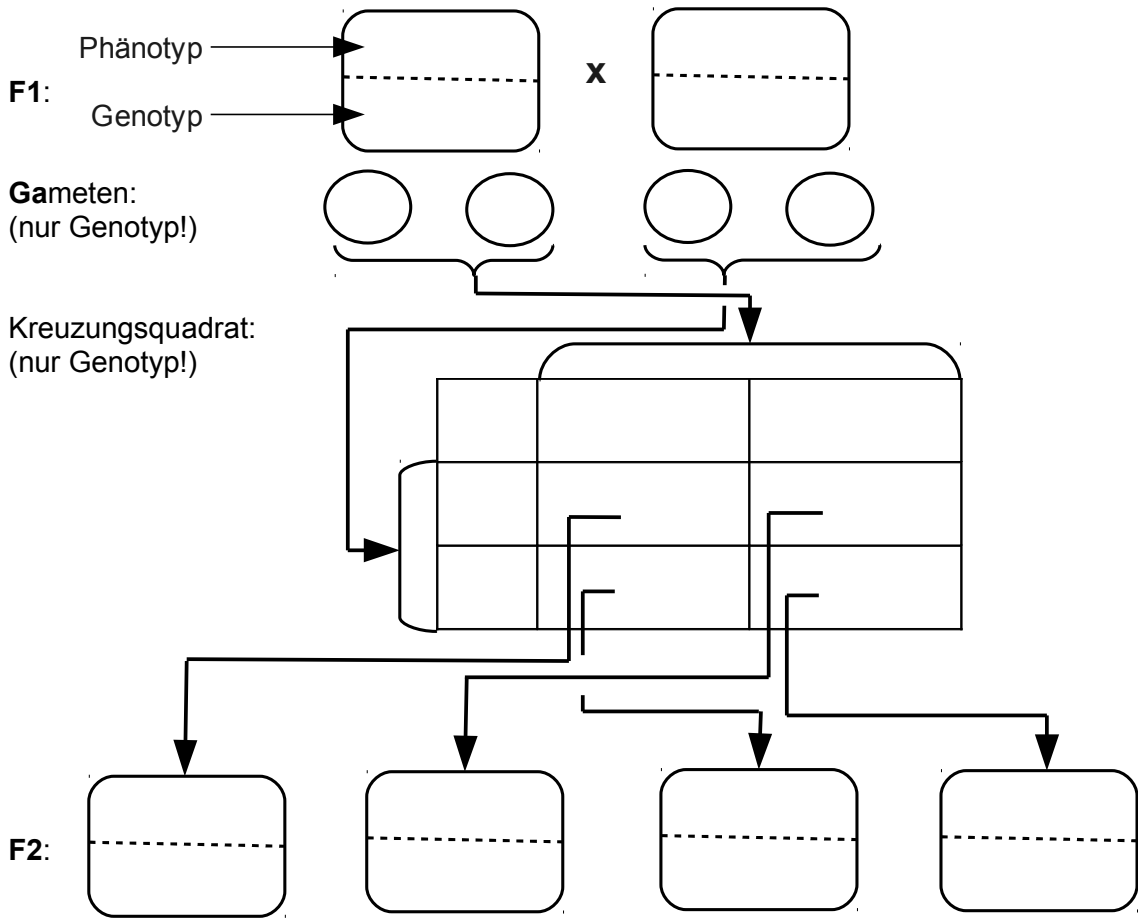 Phänotyp
x
F1:
Genotyp
Gameten:
(nur Genotyp!)
Kreuzungsquadrat:
(nur Genotyp!)
F2: